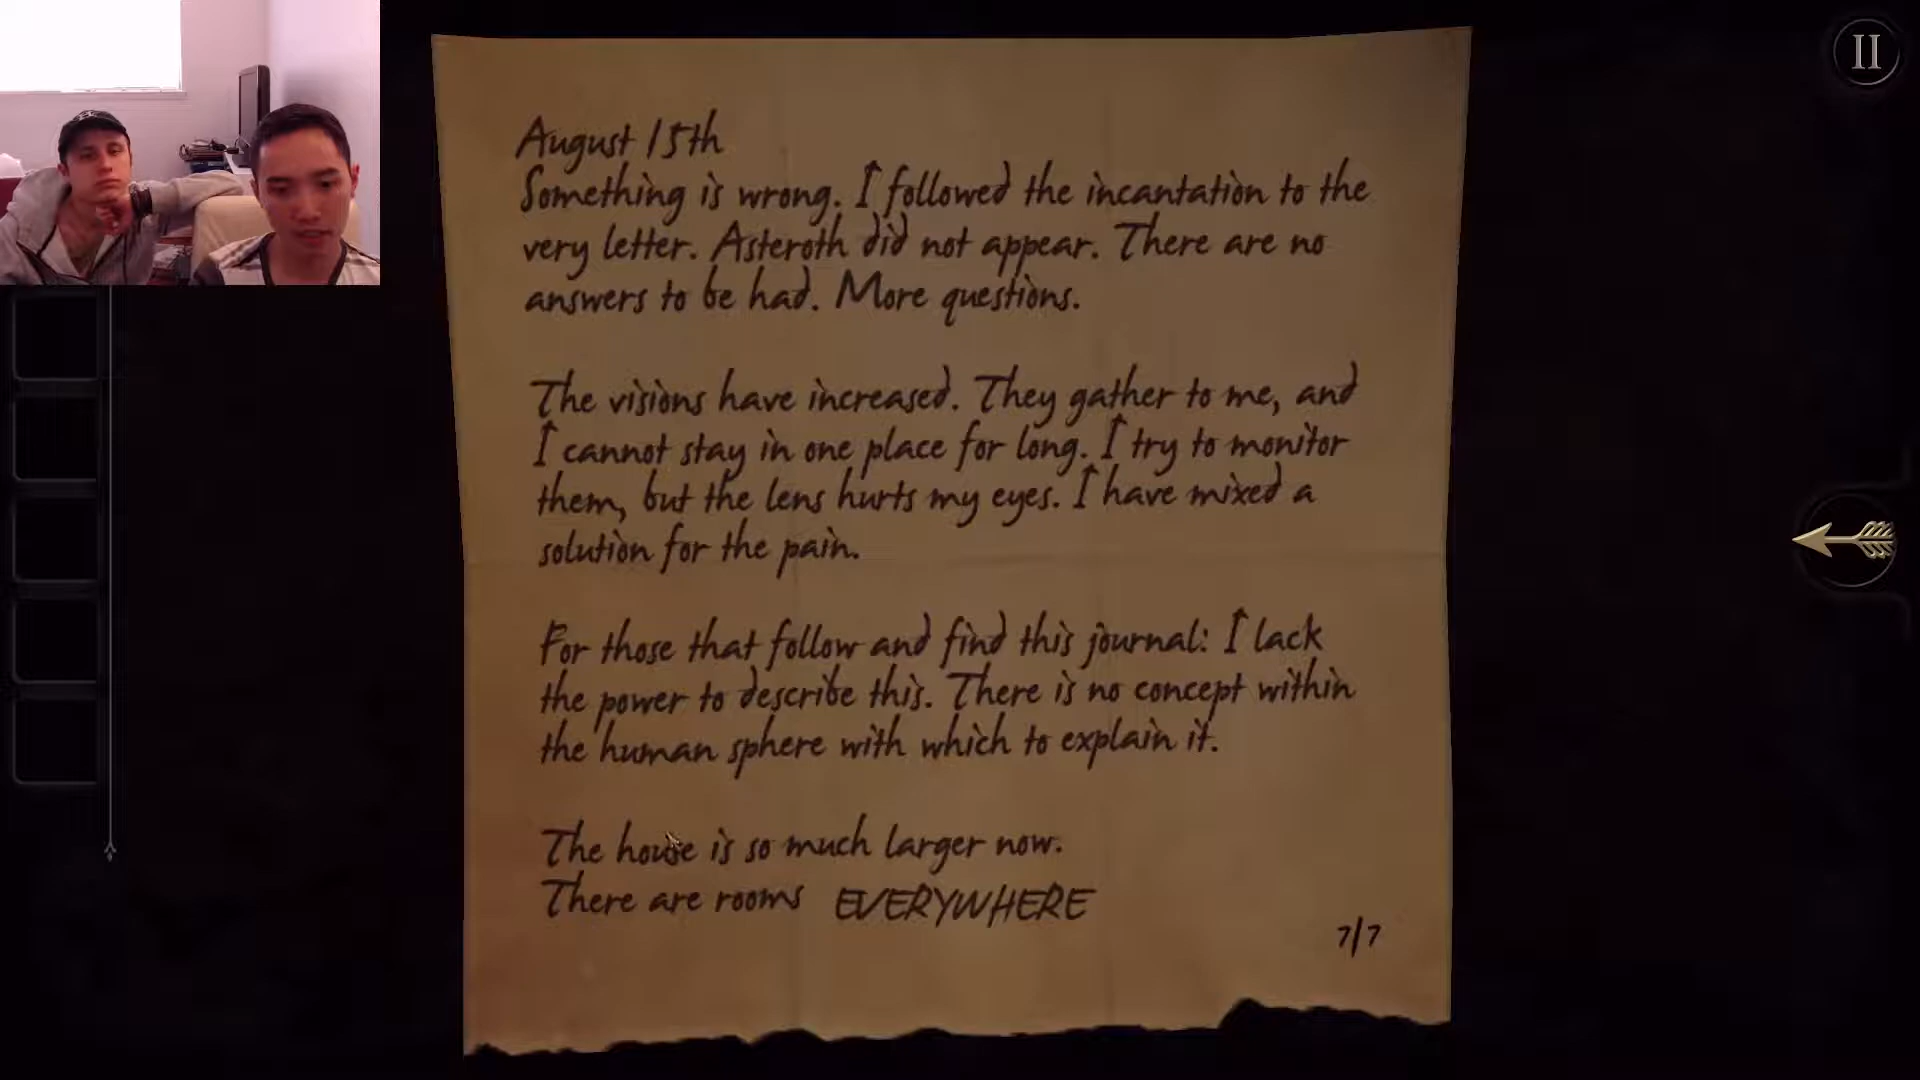 II
August 15th
Something is wrong. I followed the incantation to the
very letter. Asteroth did not appear. There are no
answers to be had. More questions.
The visions have increased. They gather to me, and
I cannot stay in one place for long. I try to monitor
them, but the lens hurts my eyes. I have mixed a
solution for the pain.
For those that follow and find this journal: I lack
the power to describe this. There is no concept within
the human sphere with which to explain it.
The house is so much larger now.
There are rooms EVERYWHERE
7/7